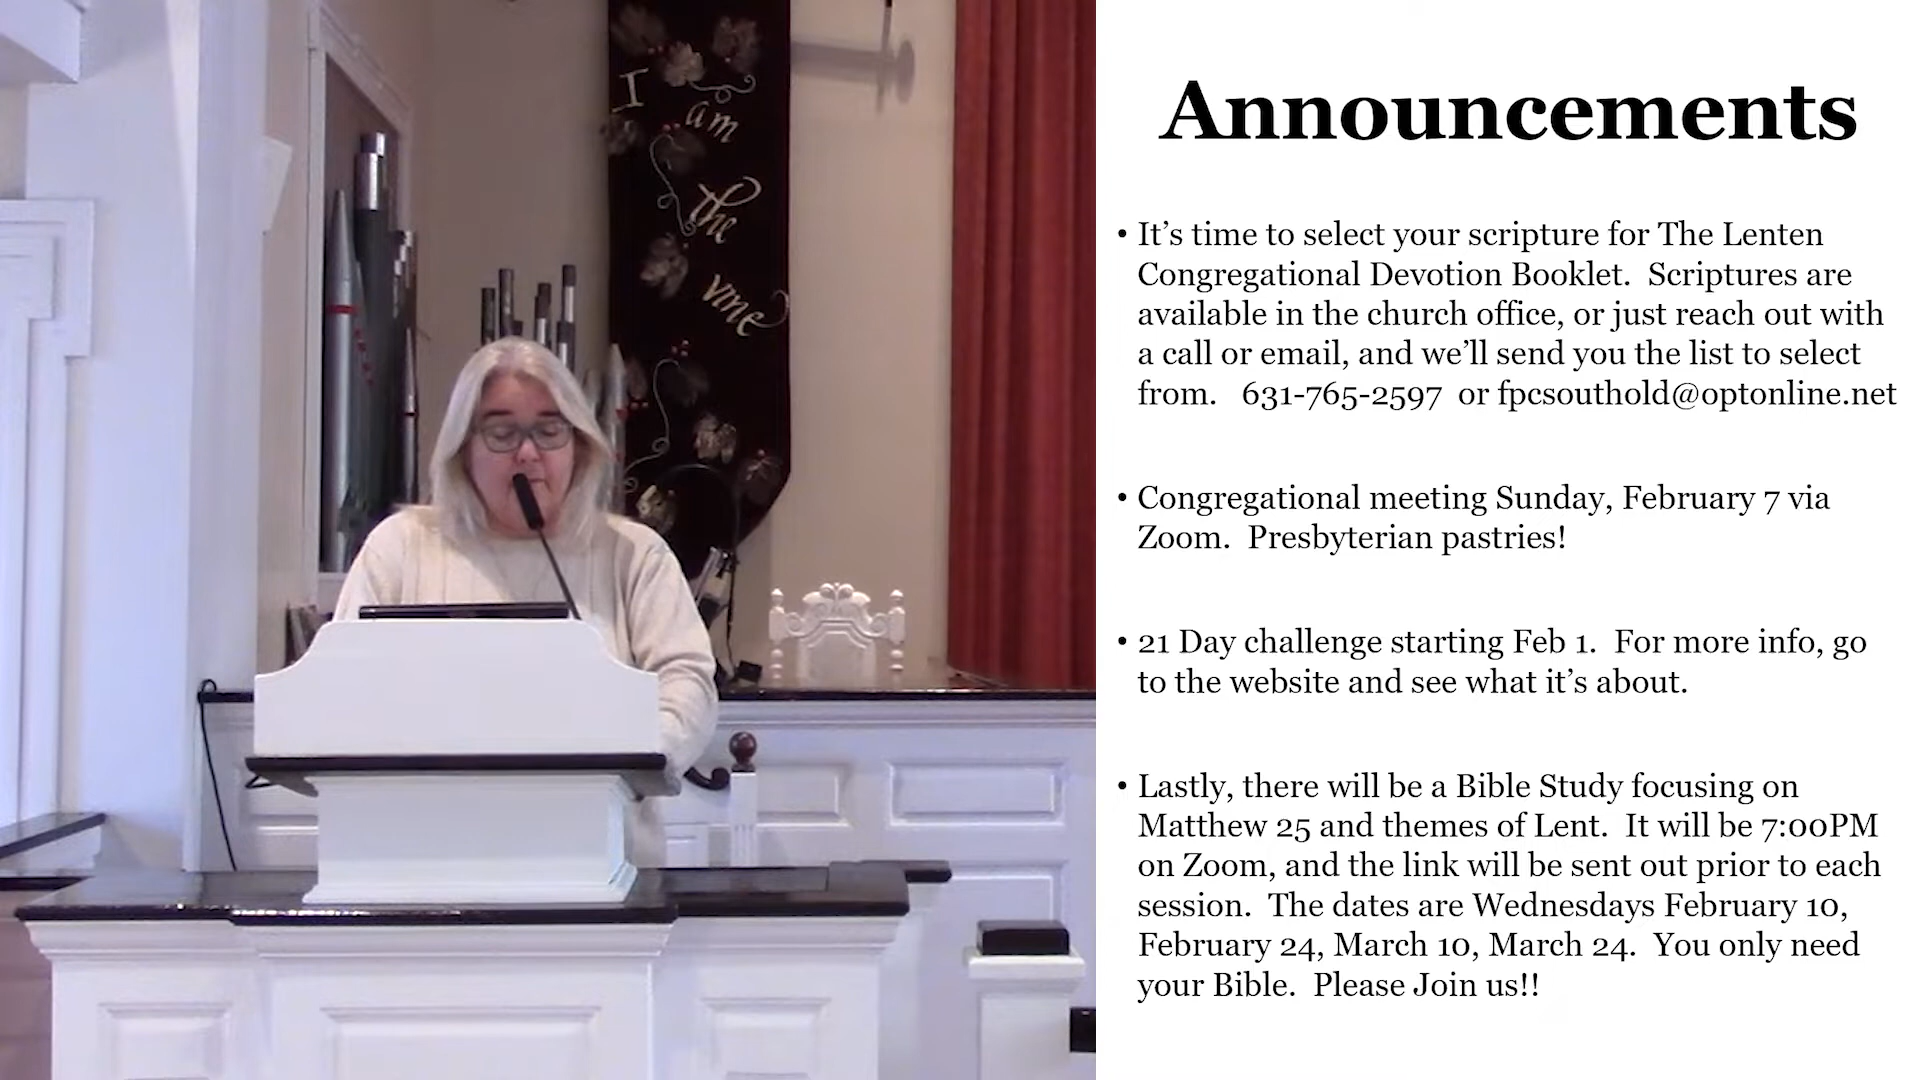 I
am
the
vine
Announcements
• It’s time to select your scripture for The Lenten
Congregational Devotion Booklet.  Scriptures are
available in the church office, or just reach out with
a call or email, and we’ll send you the list to select
from.   631-765-2597  or fpcsouthold@optonline.net
• Congregational meeting Sunday, February 7 via
Zoom.  Presbyterian pastries!
• 21 Day challenge starting Feb 1.  For more info, go
to the website and see what it’s about.
• Lastly, there will be a Bible Study focusing on
Matthew 25 and themes of Lent.  It will be 7:00PM
on Zoom, and the link will be sent out prior to each
session.  The dates are Wednesdays February 10,
February 24, March 10, March 24.  You only need
your Bible.  Please Join us!!